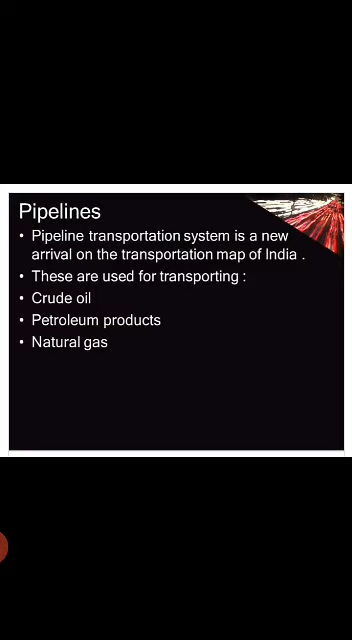 Pipelines
• Pipeline transportation system is a new
arrival on the transportation map of India .
• These are used for transporting :
• Crude oil
• Petroleum products
• Natural gas